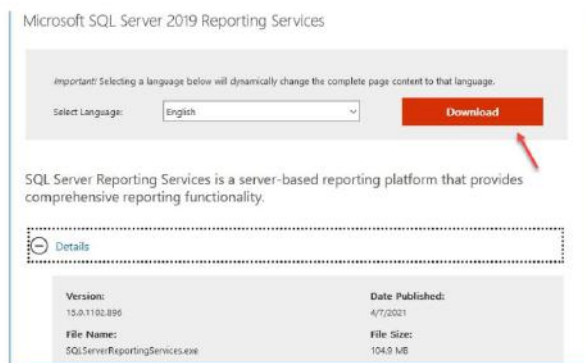 Microsoft SQL Server 2019 Reporting Services
Important! Selecting a language below will dynamically change the complete page content to that language.
Select Language:
English
Download
SQL Server Reporting Services is a server-based reporting platform that provides
comprehensive reporting functionality.
Details
Version:
15.0.1102.896
Date Published:
4/7/2021
File Name:
SQLServerReportingServices.exe
File Size:
104.9 MB